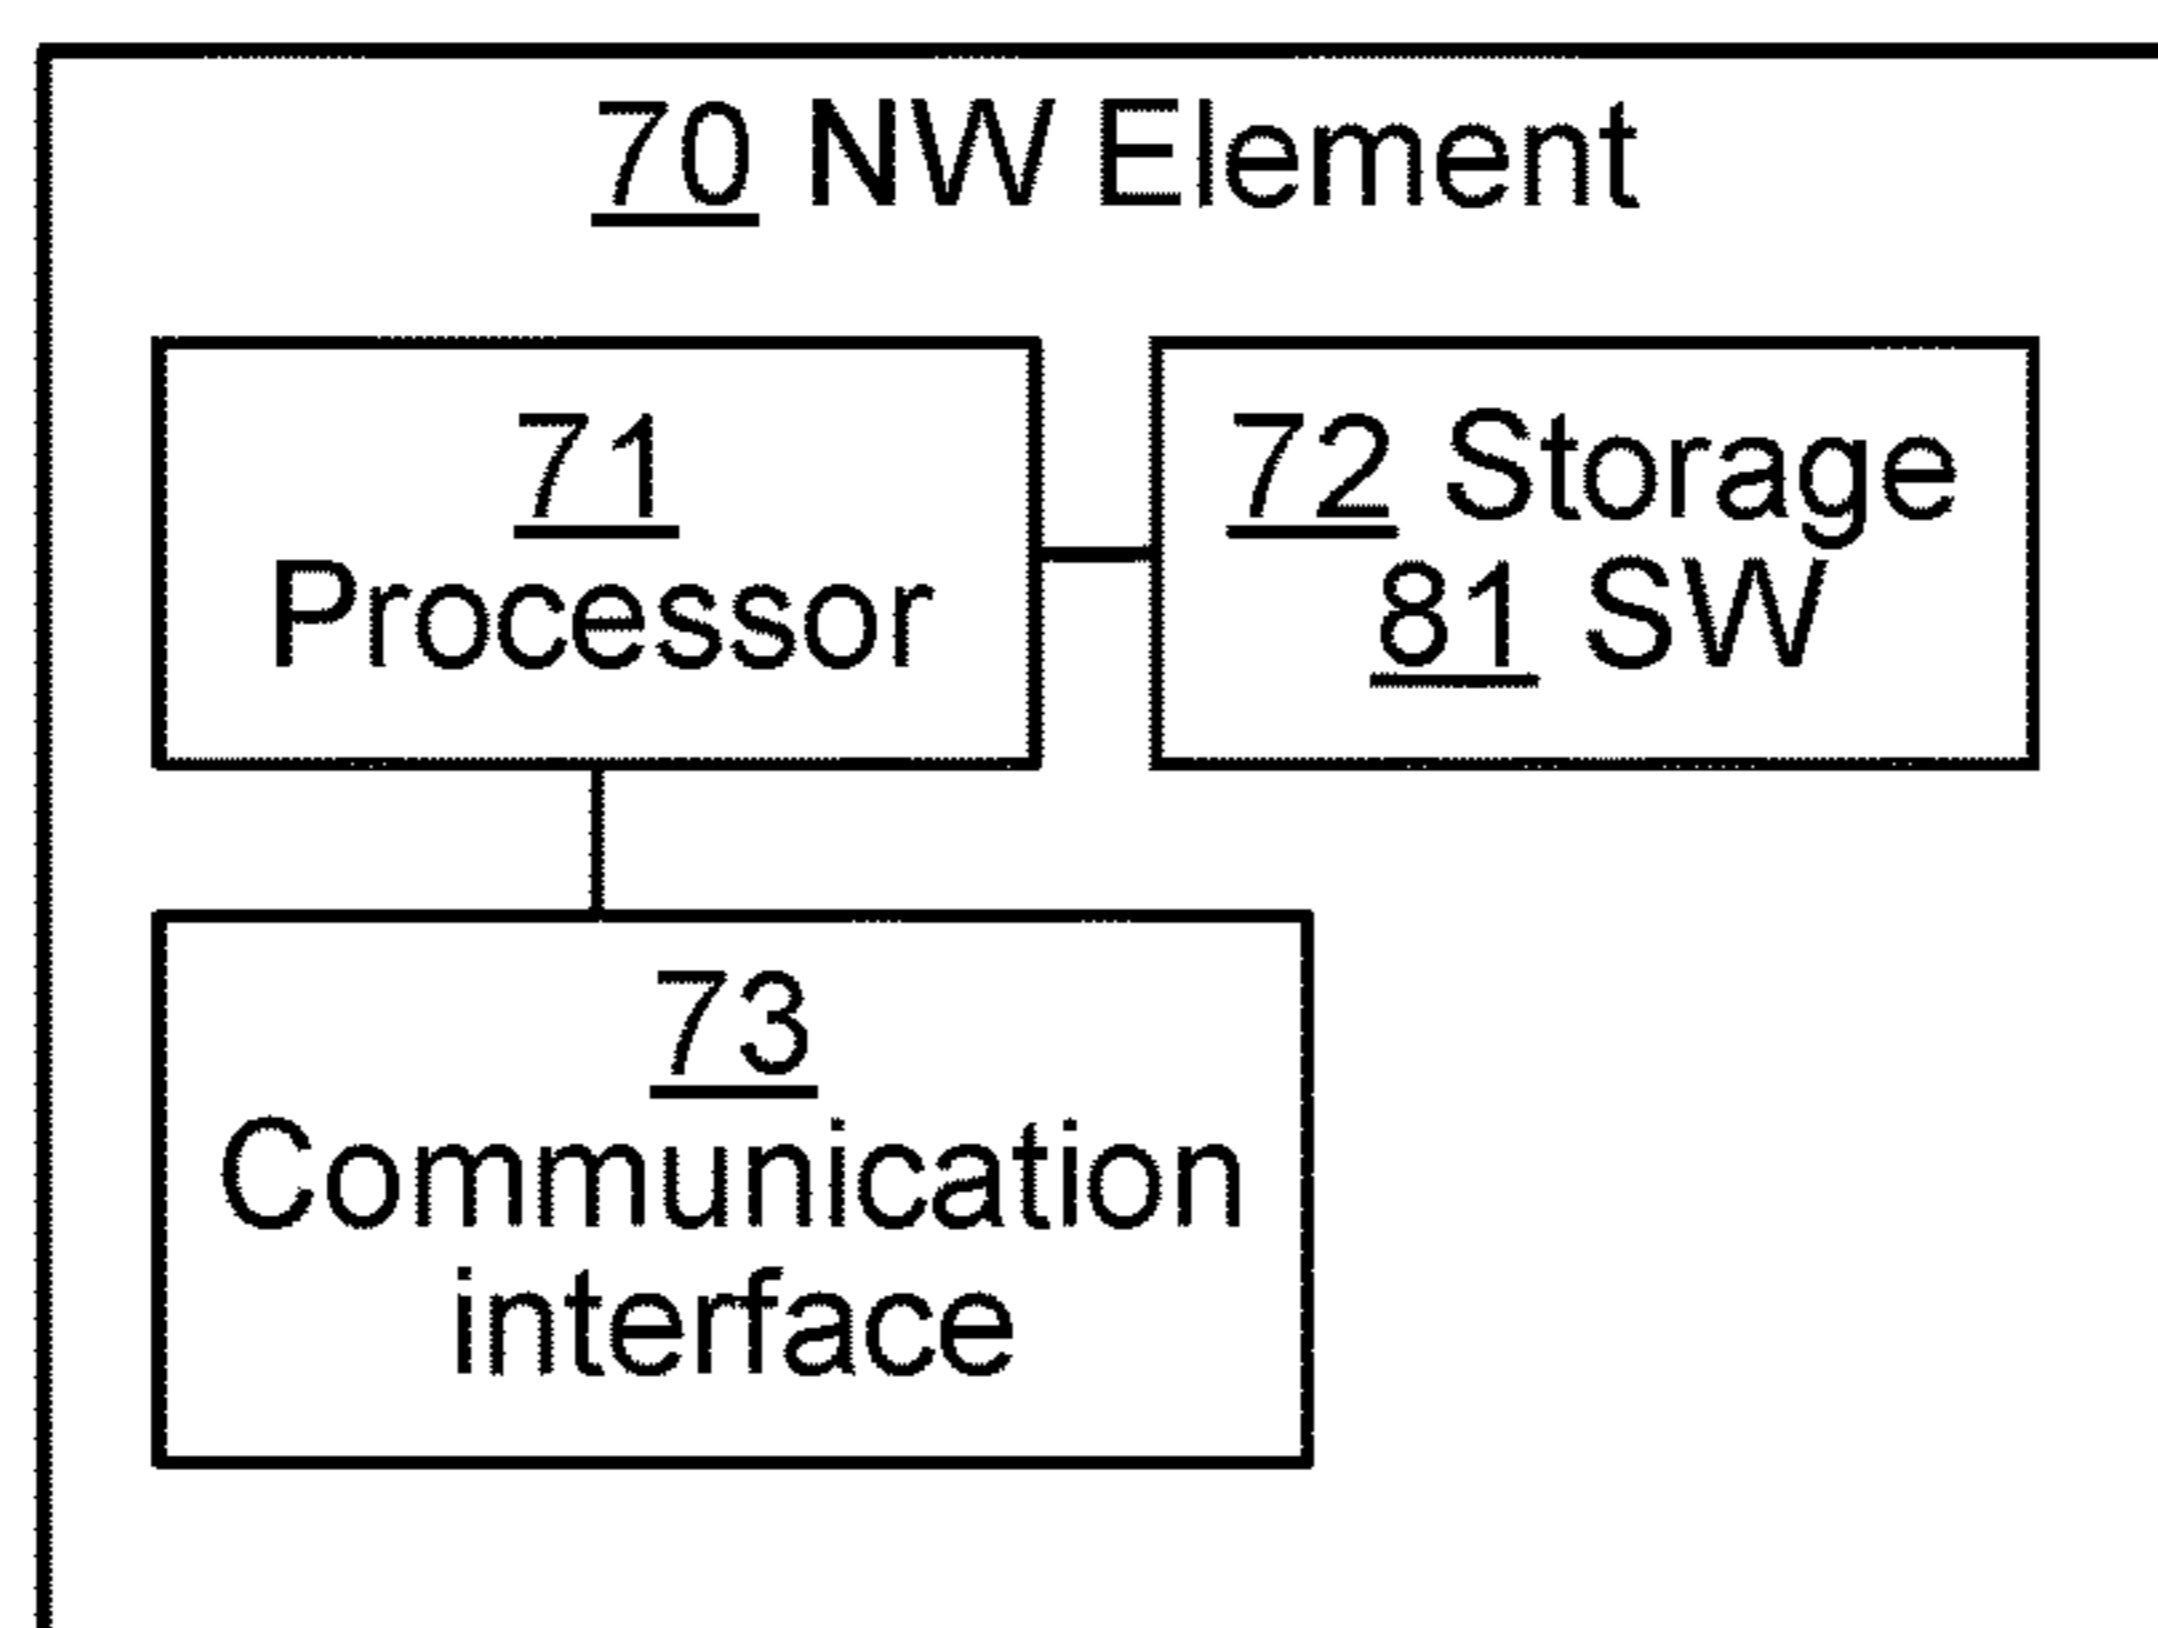 70 NW Element
71
Processor
72 Storage
81 SW
73
Communication
interface